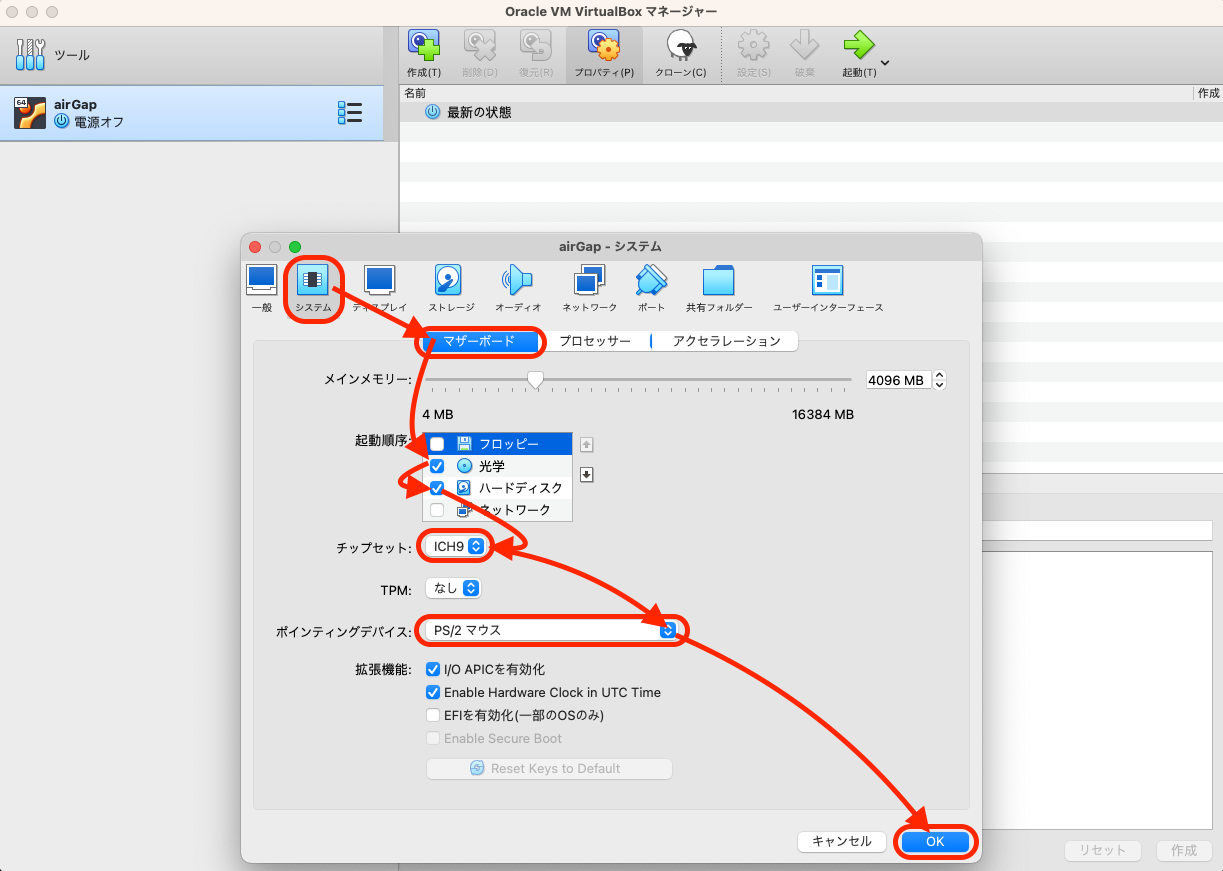 Oracle VM VirtualBox マネージャー
ツール
作成(T)
削除(D)
復元(R)
プロパティ(P)
クローン(C)
設定(S)
破棄
起動(T)
64
airGap
電源オフ
名前
作成
最新の状態
airGap - システム
一般
システム
ディスプレイ
ストレージ
オーディオ
ネットワーク
ポート
共有フォルダー
ユーザーインターフェース
マザーボード
プロセッサー
アクセラレーション
メインメモリー:
4096 MB
4 MB
16384 MB
起動順序:
フロッピー
光学
ハードディスク
ネットワーク
チップセット:
ICH9
TPM:
なし
ポインティングデバイス:
PS/2 マウス
拡張機能:
I/O APICを有効化
Enable Hardware Clock in UTC Time
EFIを有効化(一部のOSのみ)
Enable Secure Boot
Reset Keys to Default
キャンセル
OK
リセット
作成